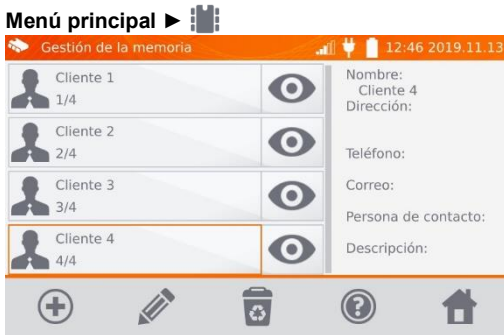 Menú principal ►
Gestión de la memoria 12:46 2019.11.13
Cliente 1
1/4
Cliente 2
2/4
Cliente 3
3/4
Cliente 4
4/4
Nombre:
Cliente 4
Dirección:
Teléfono:
Correo:
Persona de contacto:
Descripción: